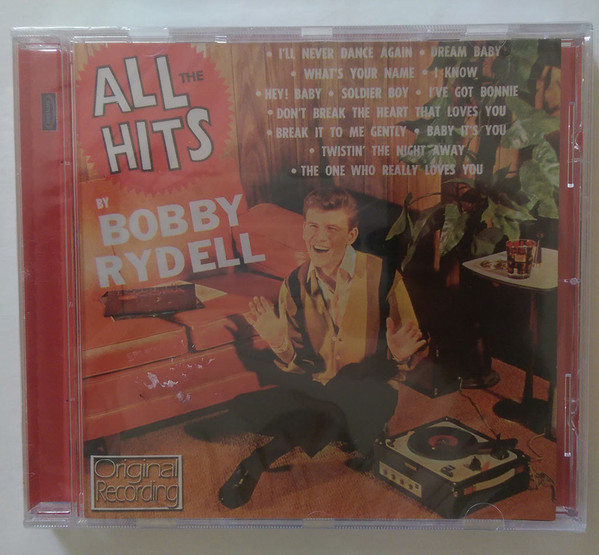 ALL THE
HITS
BY
BOBBY
RYDELL
• I'LL NEVER DANCE AGAIN • DREAM BABY
• WHAT'S YOUR NAME • I KNOW
• HEY! BABY • SOLDIER BOY • I'VE GOT BONNIE
• DON'T BREAK THE HEART THAT LOVES YOU
• BREAK IT TO ME GENTLY • BABY IT'S YOU
• TWISTIN' THE NIGHT AWAY
• THE ONE WHO REALLY LOVES YOU
Original
Recording